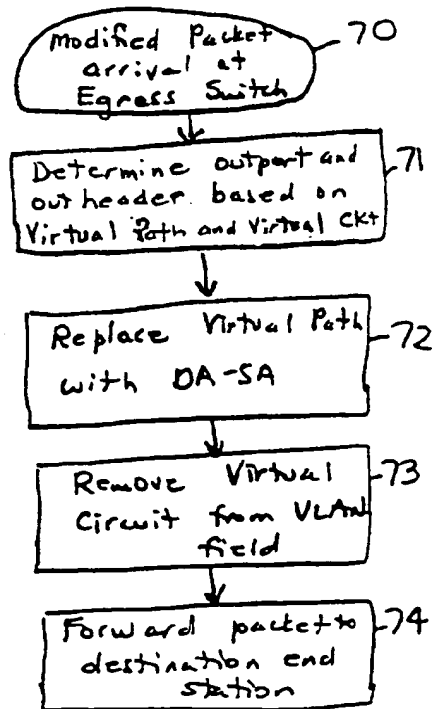 Modified Packet
arrival at
Egress Switch
70
Determine outport and
out header. based on
Virtual Path and Virtual CKt
71
Replace Virtual Path
with DA-SA
72
Remove Virtual
Circuit from VLAN
field
73
Forward packet to
destination end
station
74